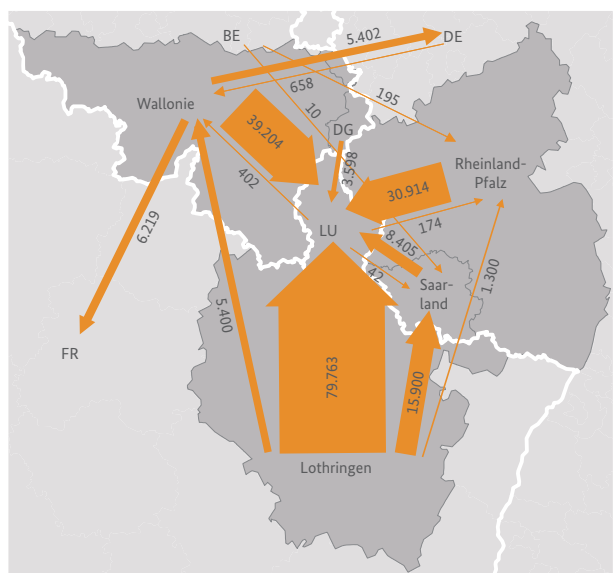 BE
5.402
DE
658
195
Wallonie
10
39.204
DG
3.598
Rheinland-
Pfalz
402
30.914
6.219
LU
174
8.405
42
1.300
Saar-
land
5.400
FR
79.763
15.900
Lothringen